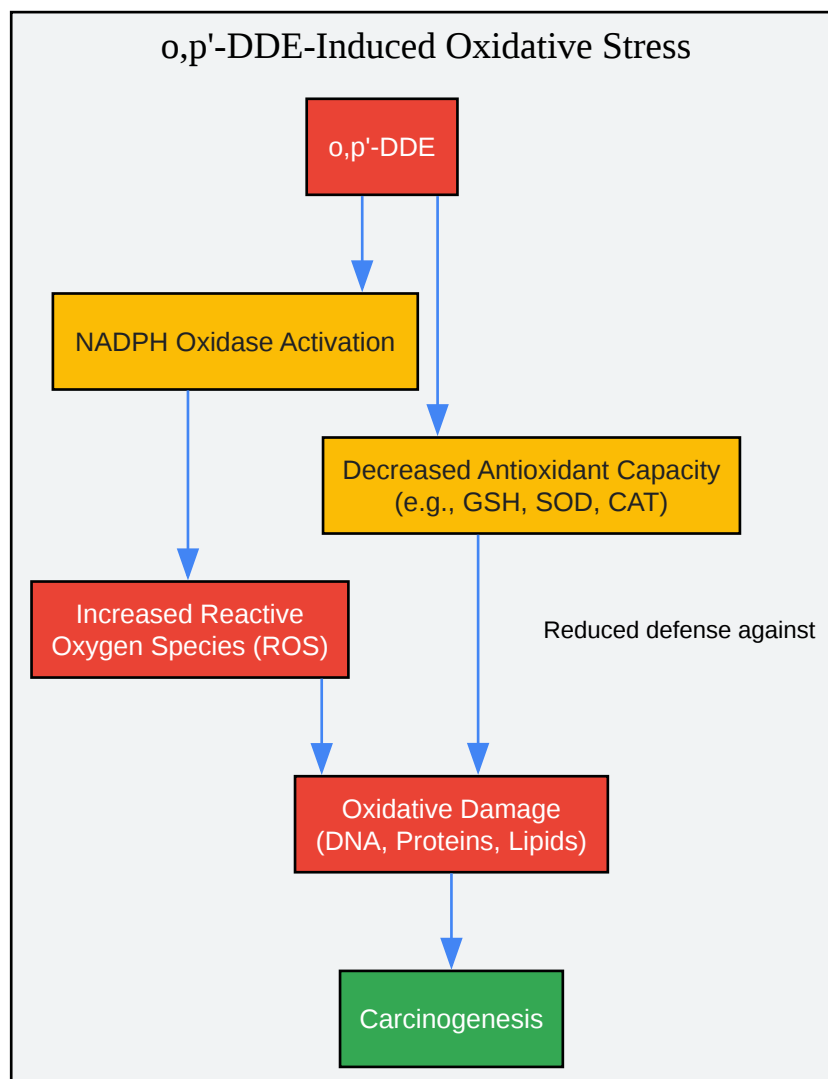 o,p'-DDE-Induced Oxidative Stress
o,p'-DDE
NADPH Oxidase Activation
Decreased Antioxidant Capacity
(e.g., GSH, SOD, CAT)
Increased Reactive
Oxygen Species (ROS)
Reduced defense against
Oxidative Damage
(DNA, Proteins, Lipids)
Carcinogenesis